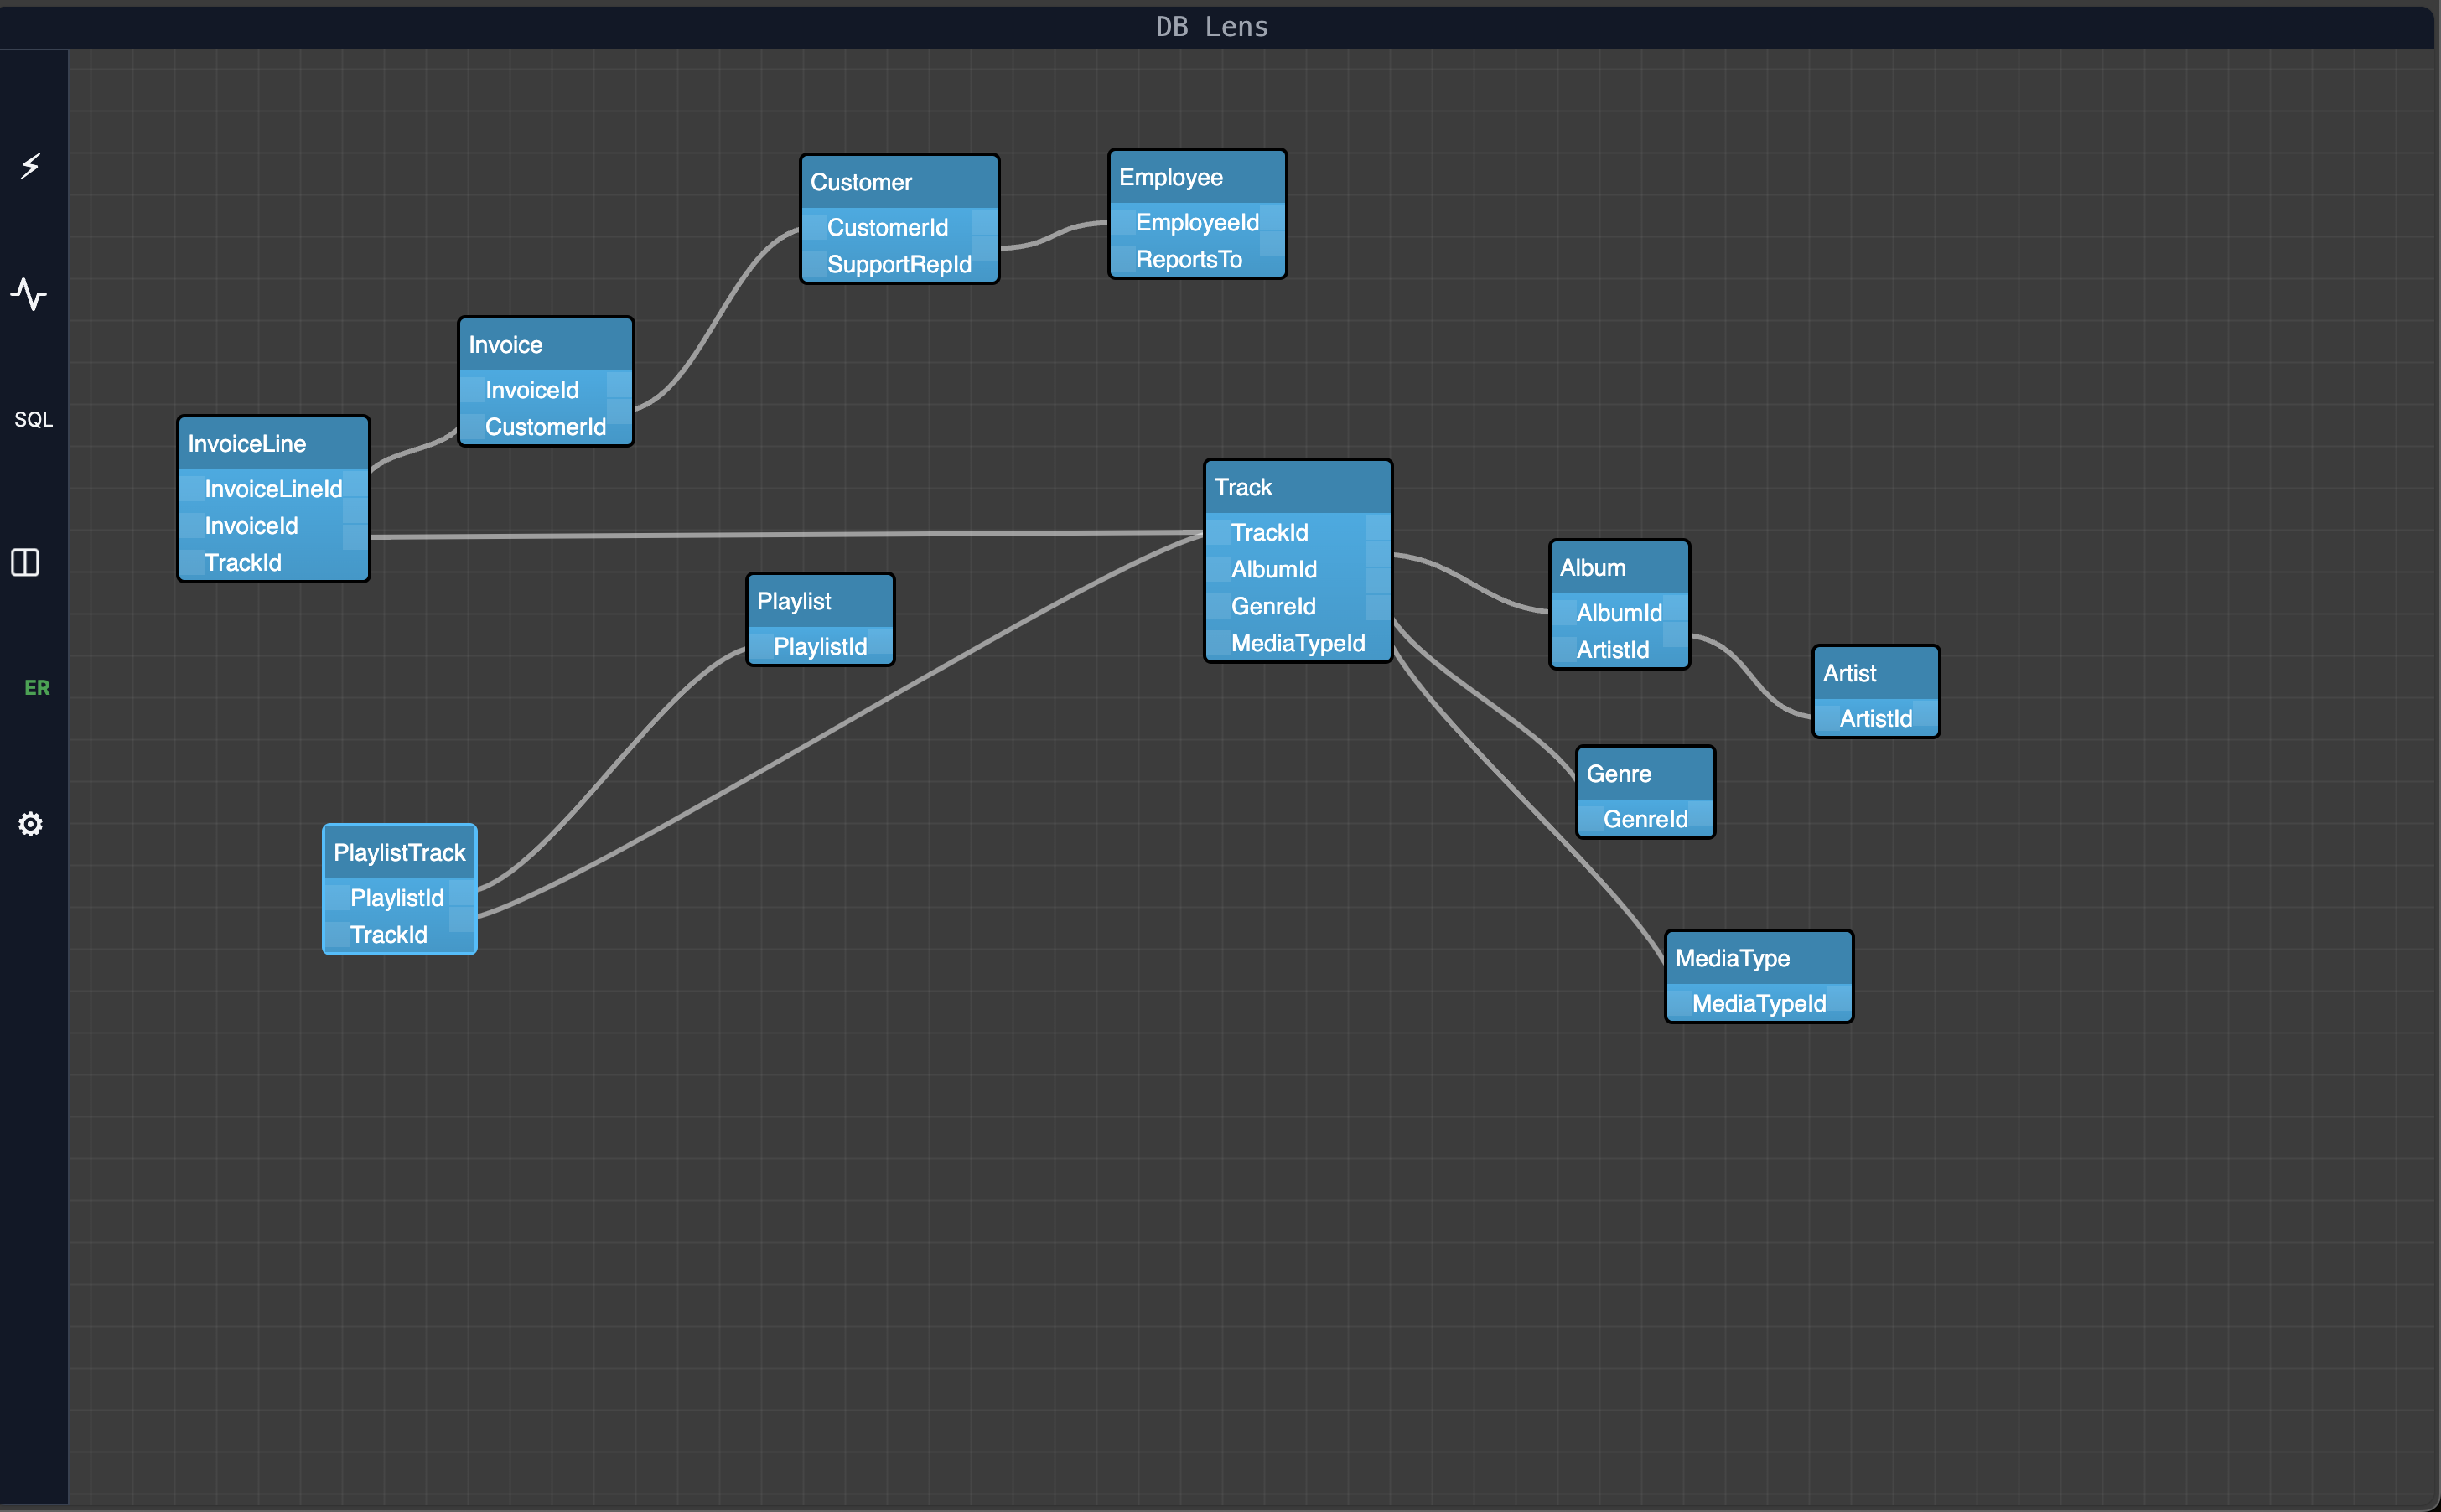 DB Lens
SQL
ER
Customer
CustomerId
SupportRepId
Employee
EmployeeId
ReportsTo
Invoice
InvoiceId
CustomerId
InvoiceLine
InvoiceLineId
InvoiceId
TrackId
Track
TrackId
AlbumId
GenreId
MediaTypeId
Playlist
PlaylistId
Album
AlbumId
ArtistId
Artist
ArtistId
Genre
GenreId
PlaylistTrack
PlaylistId
TrackId
MediaType
MediaTypeId